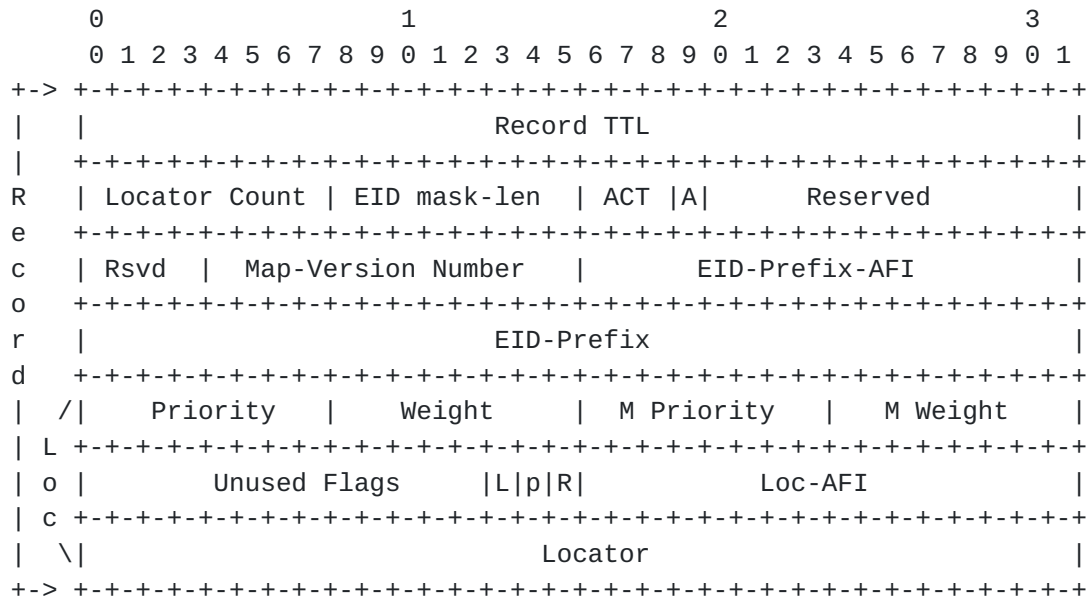 0                   1                   2                   3
     0 1 2 3 4 5 6 7 8 9 0 1 2 3 4 5 6 7 8 9 0 1 2 3 4 5 6 7 8 9 0 1
+-> +-+-+-+-+-+-+-+-+-+-+-+-+-+-+-+-+-+-+-+-+-+-+-+-+-+-+-+-+-+-+-+-+
|   |                          Record TTL                           |
|   +-+-+-+-+-+-+-+-+-+-+-+-+-+-+-+-+-+-+-+-+-+-+-+-+-+-+-+-+-+-+-+-+
R   | Locator Count | EID mask-len  | ACT |A|      Reserved         |
e   +-+-+-+-+-+-+-+-+-+-+-+-+-+-+-+-+-+-+-+-+-+-+-+-+-+-+-+-+-+-+-+-+
c   | Rsvd  |  Map-Version Number   |       EID-Prefix-AFI          |
o   +-+-+-+-+-+-+-+-+-+-+-+-+-+-+-+-+-+-+-+-+-+-+-+-+-+-+-+-+-+-+-+-+
r   |                          EID-Prefix                           |
d   +-+-+-+-+-+-+-+-+-+-+-+-+-+-+-+-+-+-+-+-+-+-+-+-+-+-+-+-+-+-+-+-+
|  /|    Priority   |    Weight     |  M Priority   |   M Weight    |
| L +-+-+-+-+-+-+-+-+-+-+-+-+-+-+-+-+-+-+-+-+-+-+-+-+-+-+-+-+-+-+-+-+
| o |        Unused Flags     |L|p|R|           Loc-AFI             |
| c +-+-+-+-+-+-+-+-+-+-+-+-+-+-+-+-+-+-+-+-+-+-+-+-+-+-+-+-+-+-+-+-+
|  \|                             Locator                           |
+-> +-+-+-+-+-+-+-+-+-+-+-+-+-+-+-+-+-+-+-+-+-+-+-+-+-+-+-+-+-+-+-+-+